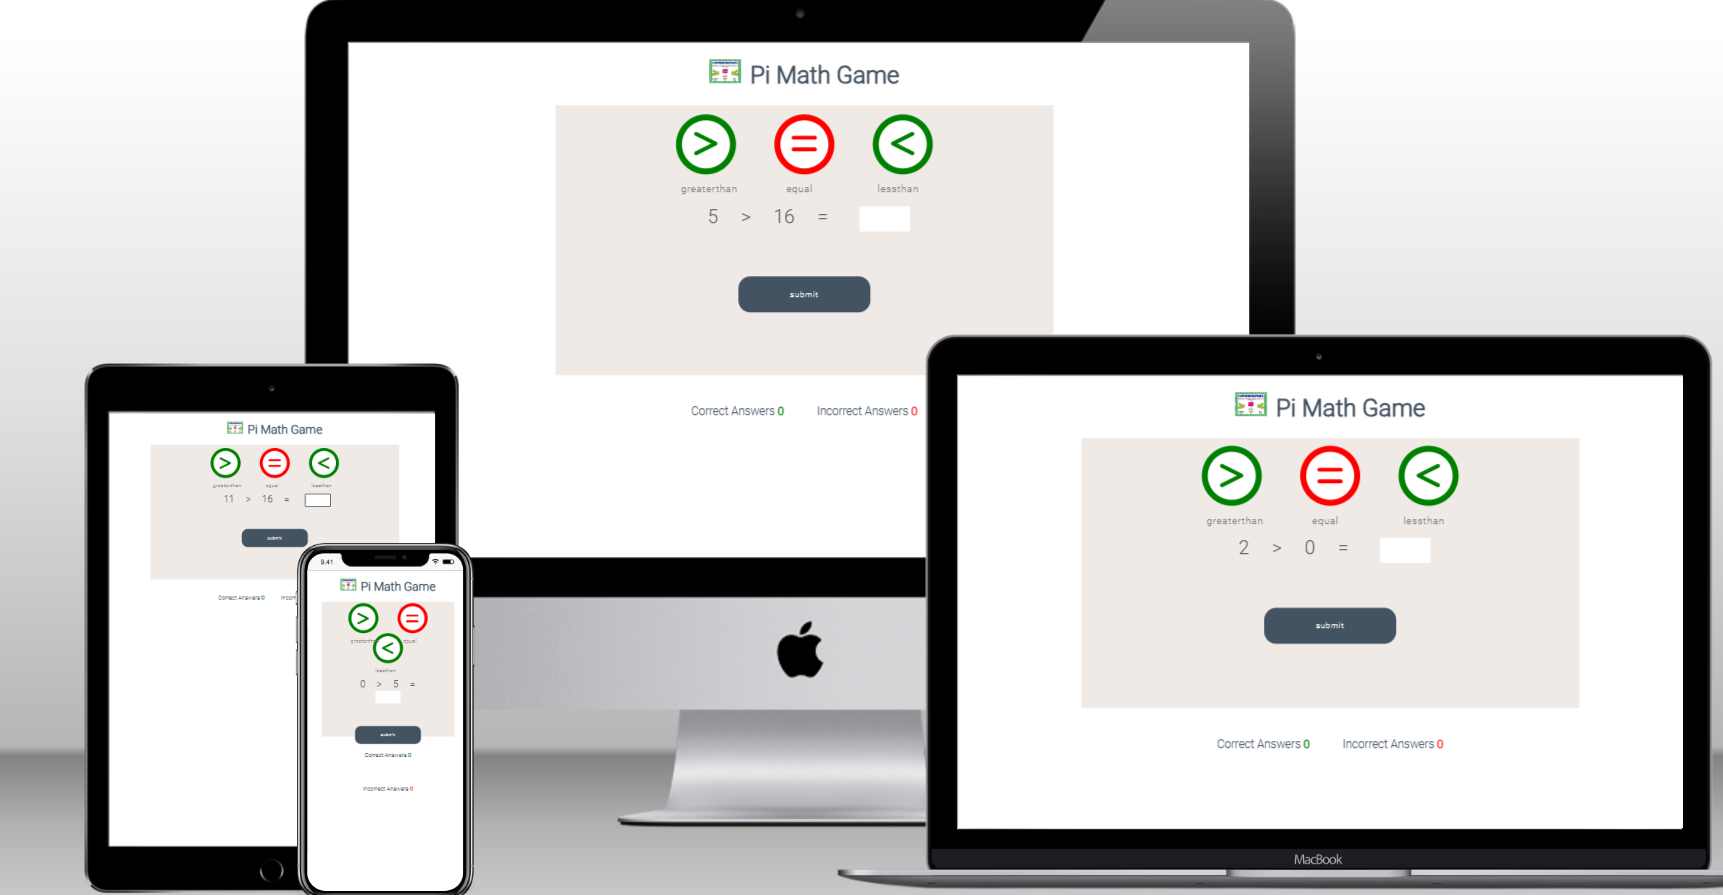 Pi Math Game
> = <
greaterthan equal lessthan
5 > 16 =
submit
Correct Answers 0 Incorrect Answers 0
Pi Math Game
> = <
greaterthan equal lessthan
11 > 16 =
submit
Correct Answers 0 Incorr
9.41
Pi Math Game
> =
greaterth equal
<
lessthan
0 > 5 =
submit
Correct Answers 0
Incorrect Answers 0
Pi Math Game
> = <
greaterthan equal lessthan
2 > 0 =
submit
Correct Answers 0 Incorrect Answers 0
MacBook